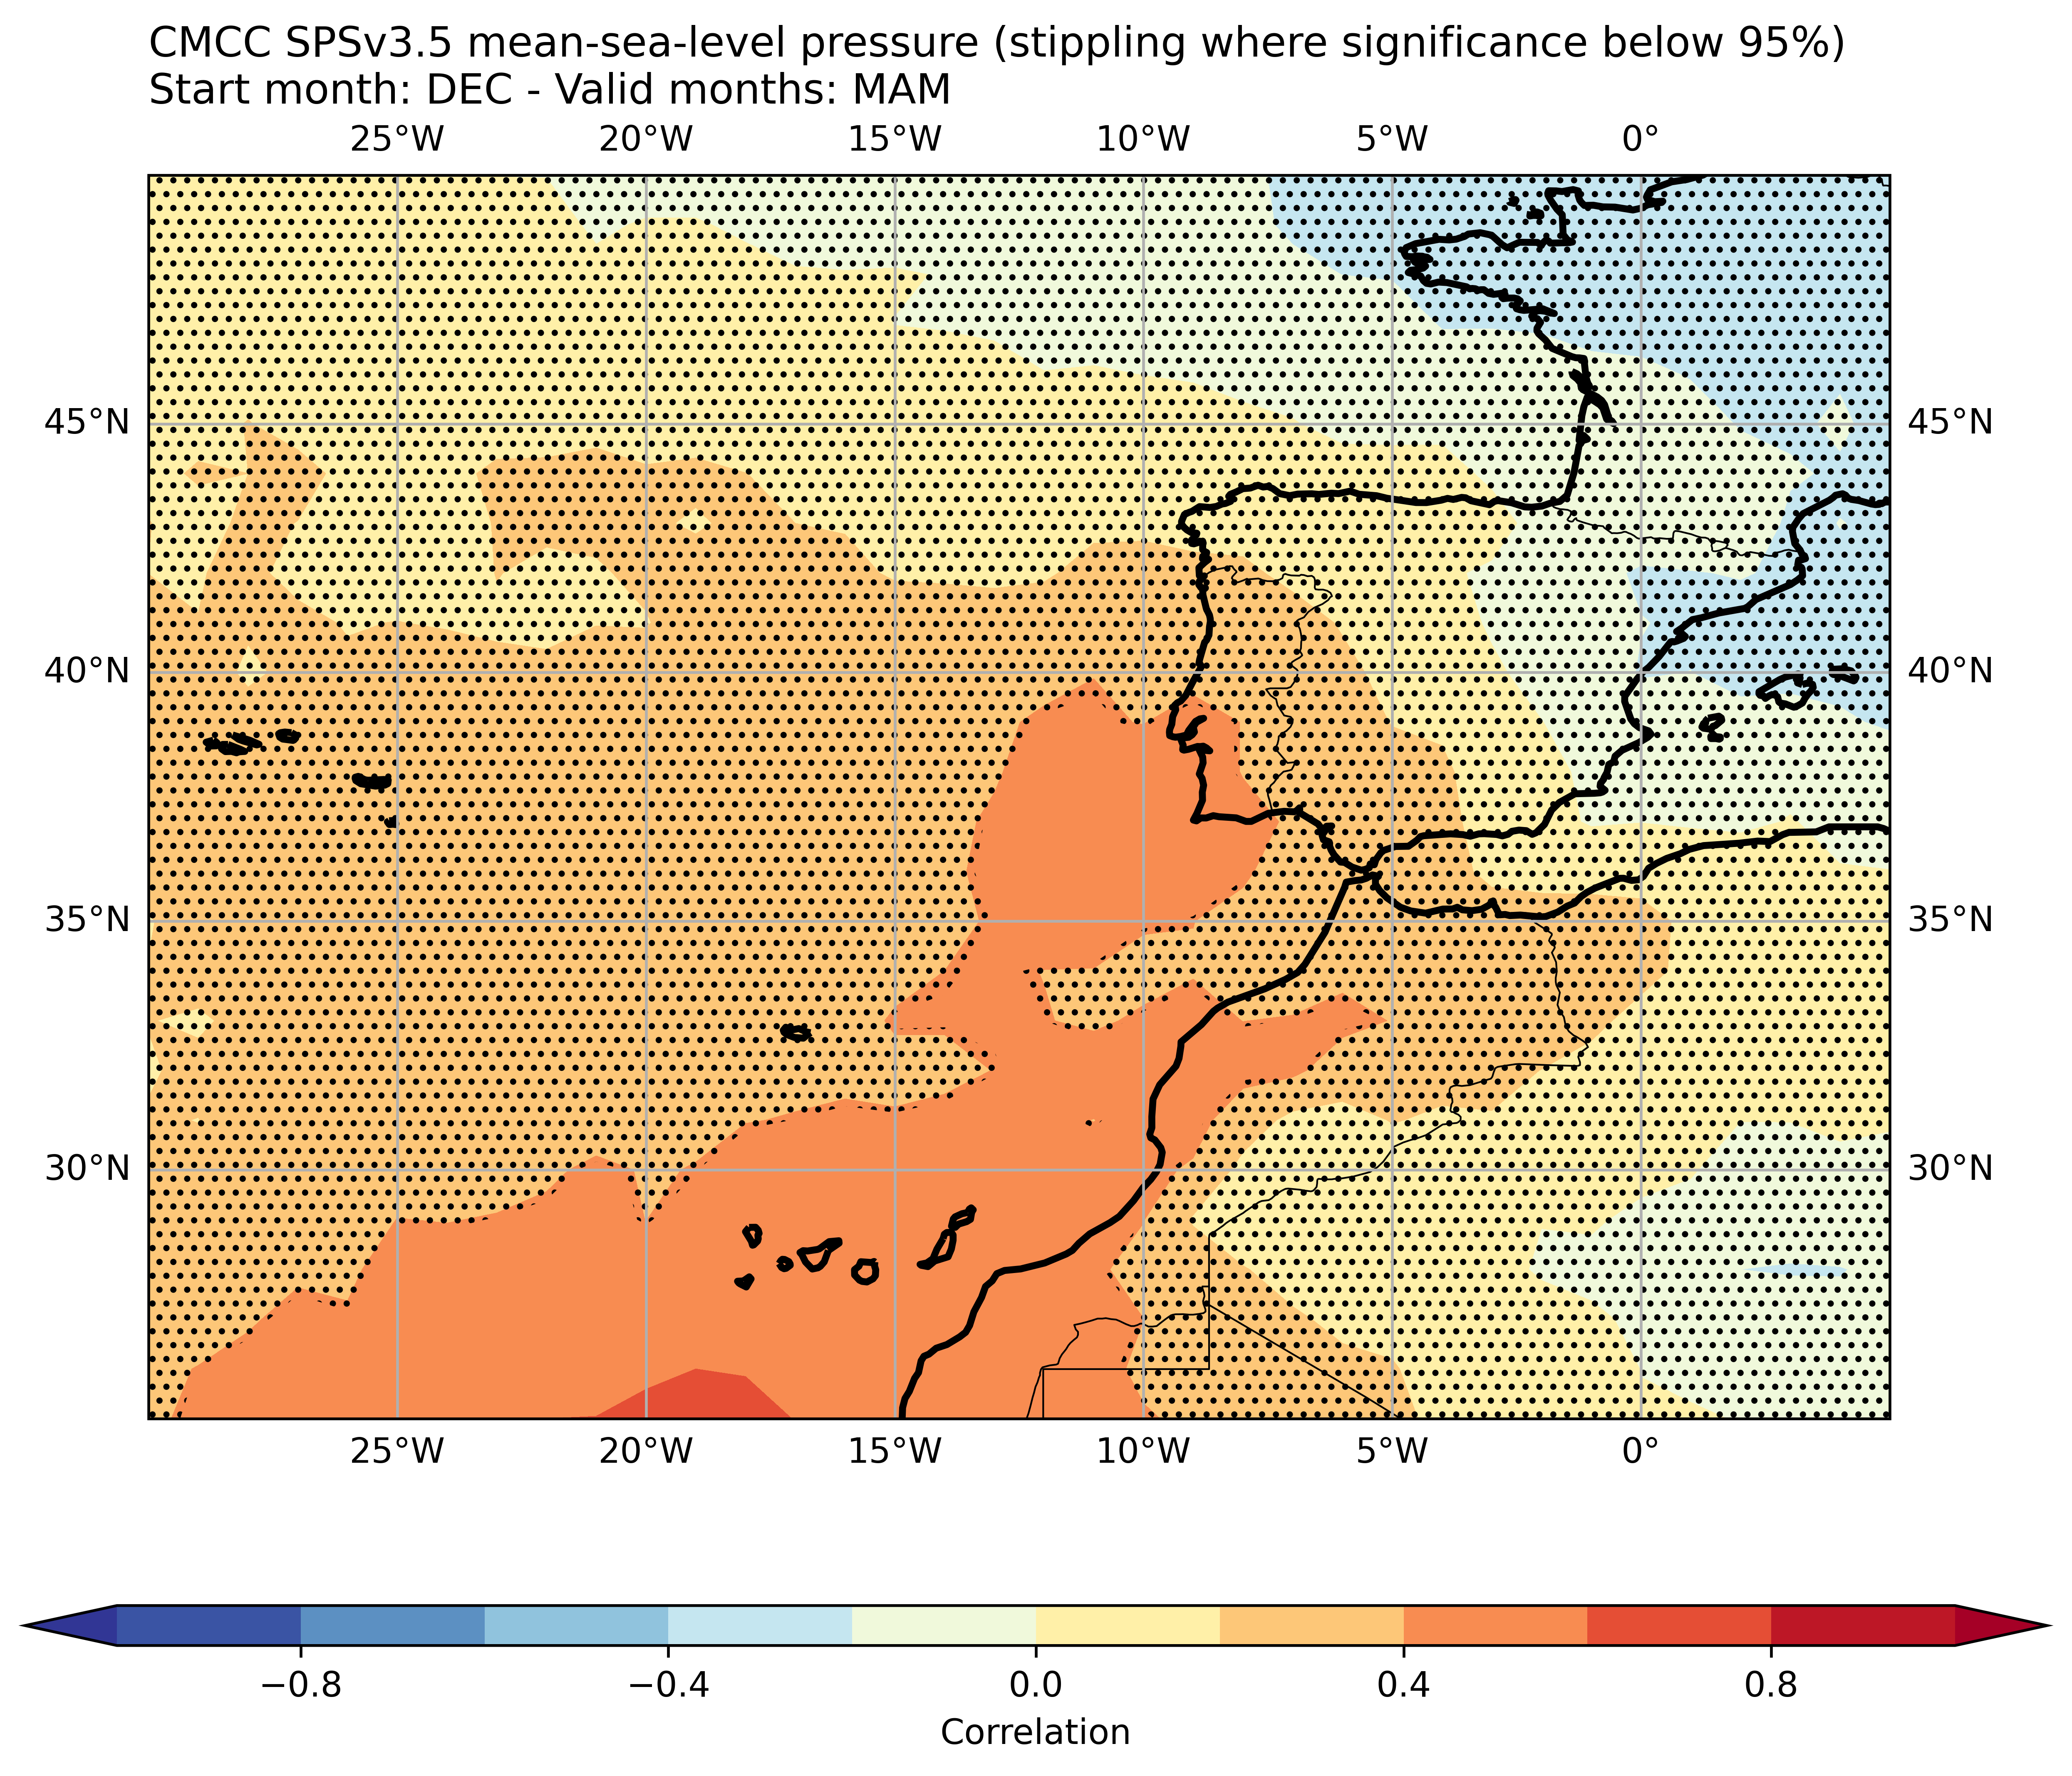 CMCC SPSv3.5 mean-sea-level pressure (stippling where significance below 95%)
Start month: DEC - Valid months: MAM
25°W 20°W 15°W 10°W 5°W 0°
45°N 45°N
40°N 40°N
35°N 35°N
30°N 30°N
25°W 20°W 15°W 10°W 5°W 0°
−0.8 −0.4 0.0 0.4 0.8
Correlation